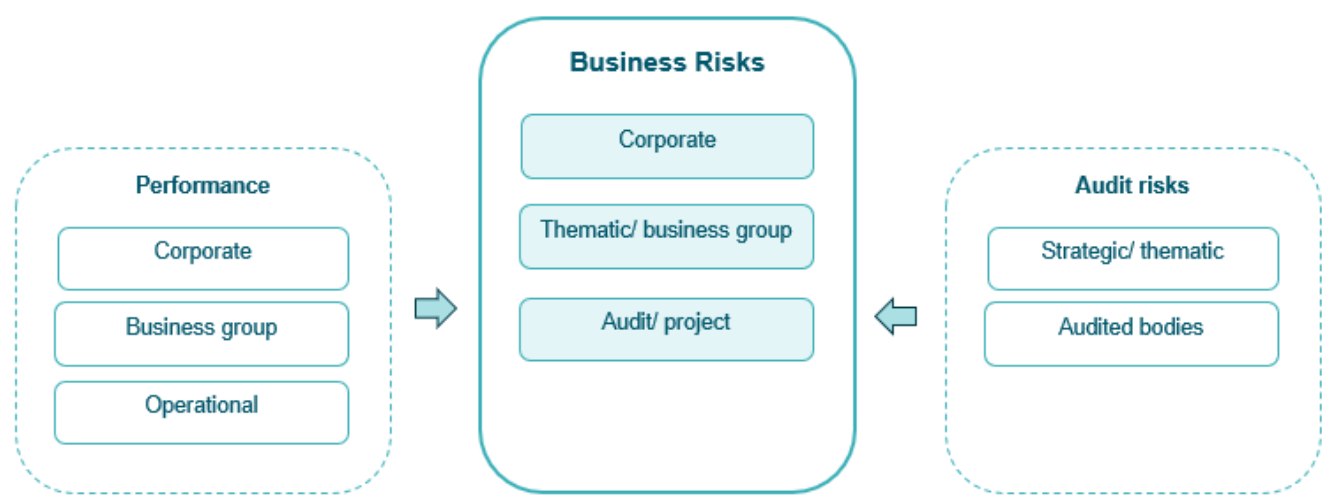 Performance
Corporate
Business group
Operational
Business Risks
Corporate
Thematic/ business group
Audit/ project
Audit risks
Strategic/ thematic
Audited bodies